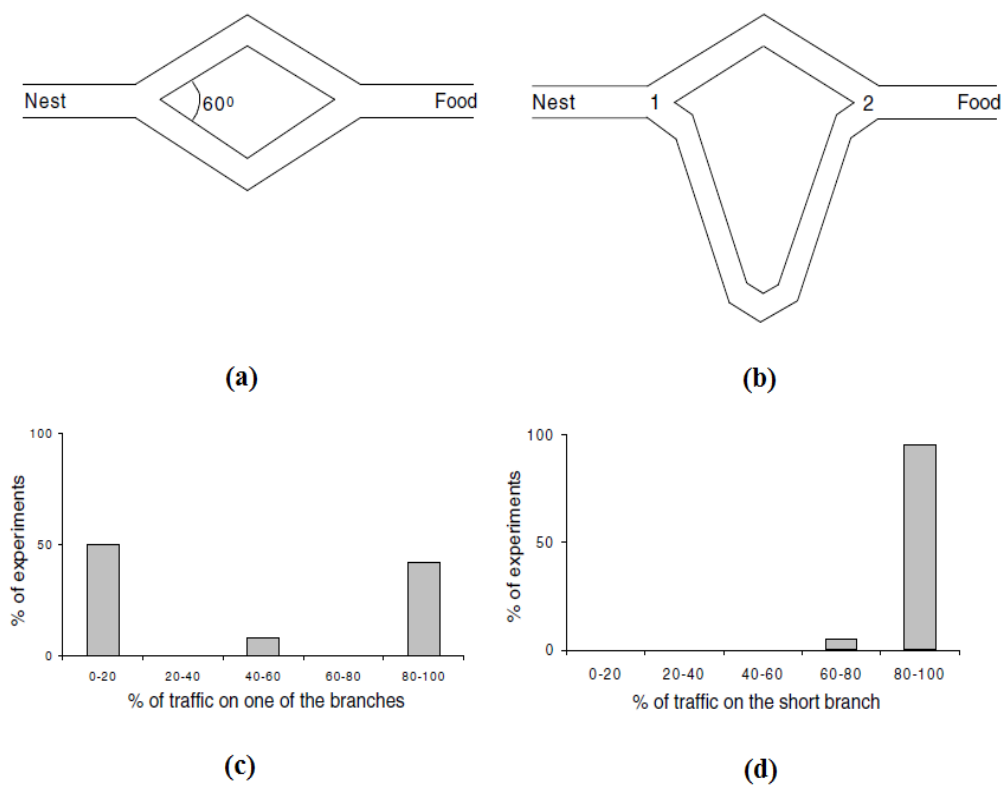 Nest
60⁰
Food
Nest
1
2
Food
(a)
(b)
100
50
0
% of experiments
0-20 20-40 40-60 60-80 80-100
% of traffic on one of the branches
100
50
0
% of experiments
0-20 20-40 40-60 60-80 80-100
% of traffic on the short branch
(c)
(d)